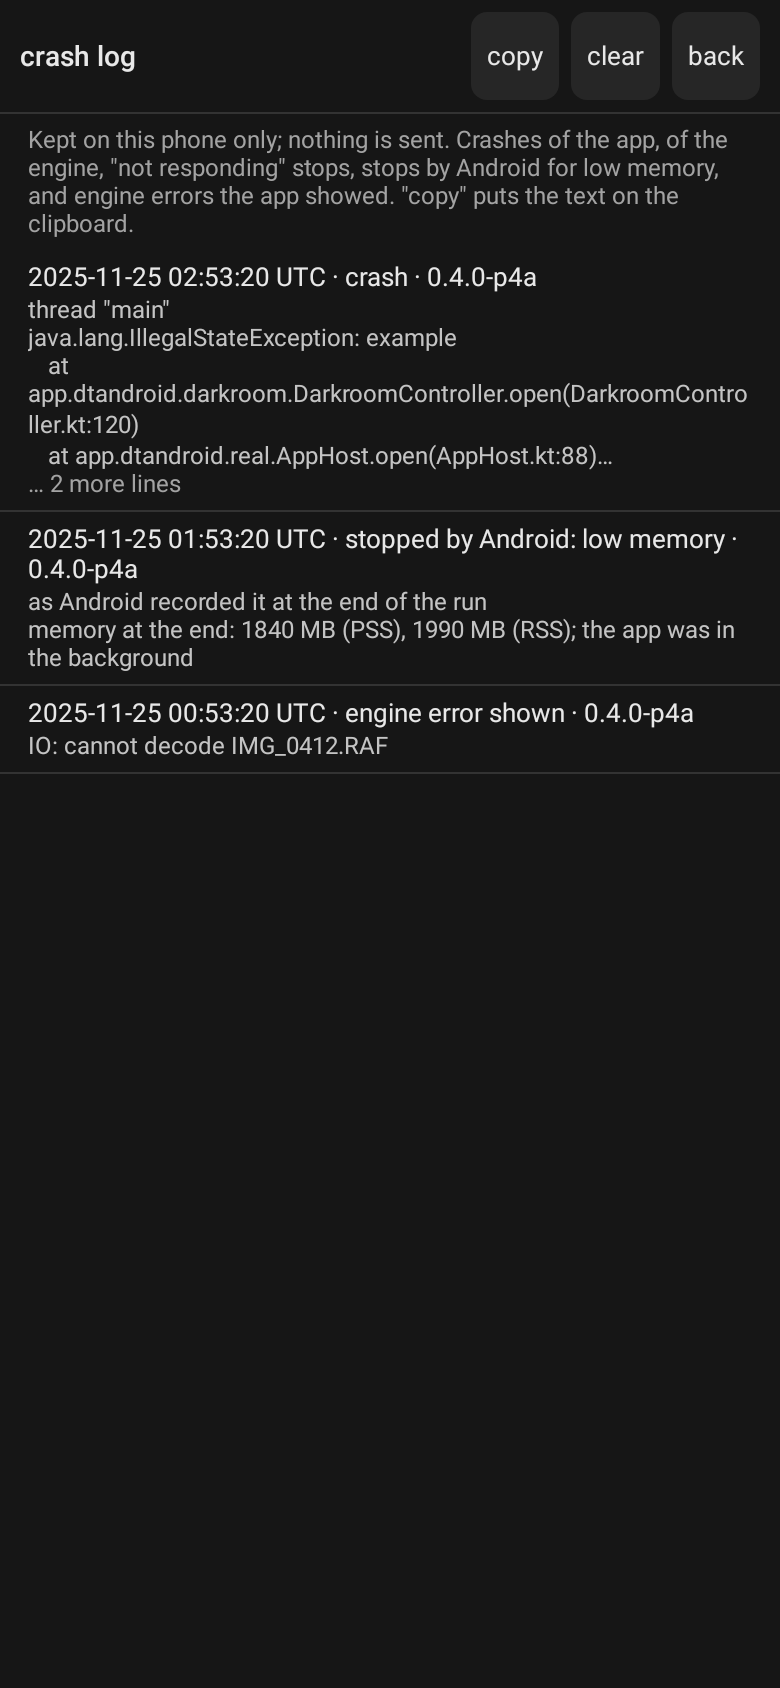 crash log
copy
clear
back
Kept on this phone only; nothing is sent. Crashes of the app, of the
engine, "not responding" stops, stops by Android for low memory,
and engine errors the app showed. "copy" puts the text on the
clipboard.
2025-11-25 02:53:20 UTC · crash · 0.4.0-p4a
thread "main"
java.lang.IllegalStateException: example
at
app.dtandroid.darkroom.DarkroomController.open(DarkroomContro
ller.kt:120)
at app.dtandroid.real.AppHost.open(AppHost.kt:88)…
… 2 more lines
2025-11-25 01:53:20 UTC · stopped by Android: low memory ·
0.4.0-p4a
as Android recorded it at the end of the run
memory at the end: 1840 MB (PSS), 1990 MB (RSS); the app was in
the background
2025-11-25 00:53:20 UTC · engine error shown · 0.4.0-p4a
IO: cannot decode IMG_0412.RAF